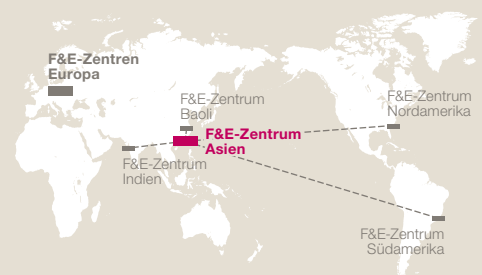 F&E-Zentren
Europa
F&E-Zentrum
Baoli
F&E-Zentrum
Nordamerika
F&E-Zentrum
Asien
F&E-Zentrum
Indien
F&E-Zentrum
Südamerika